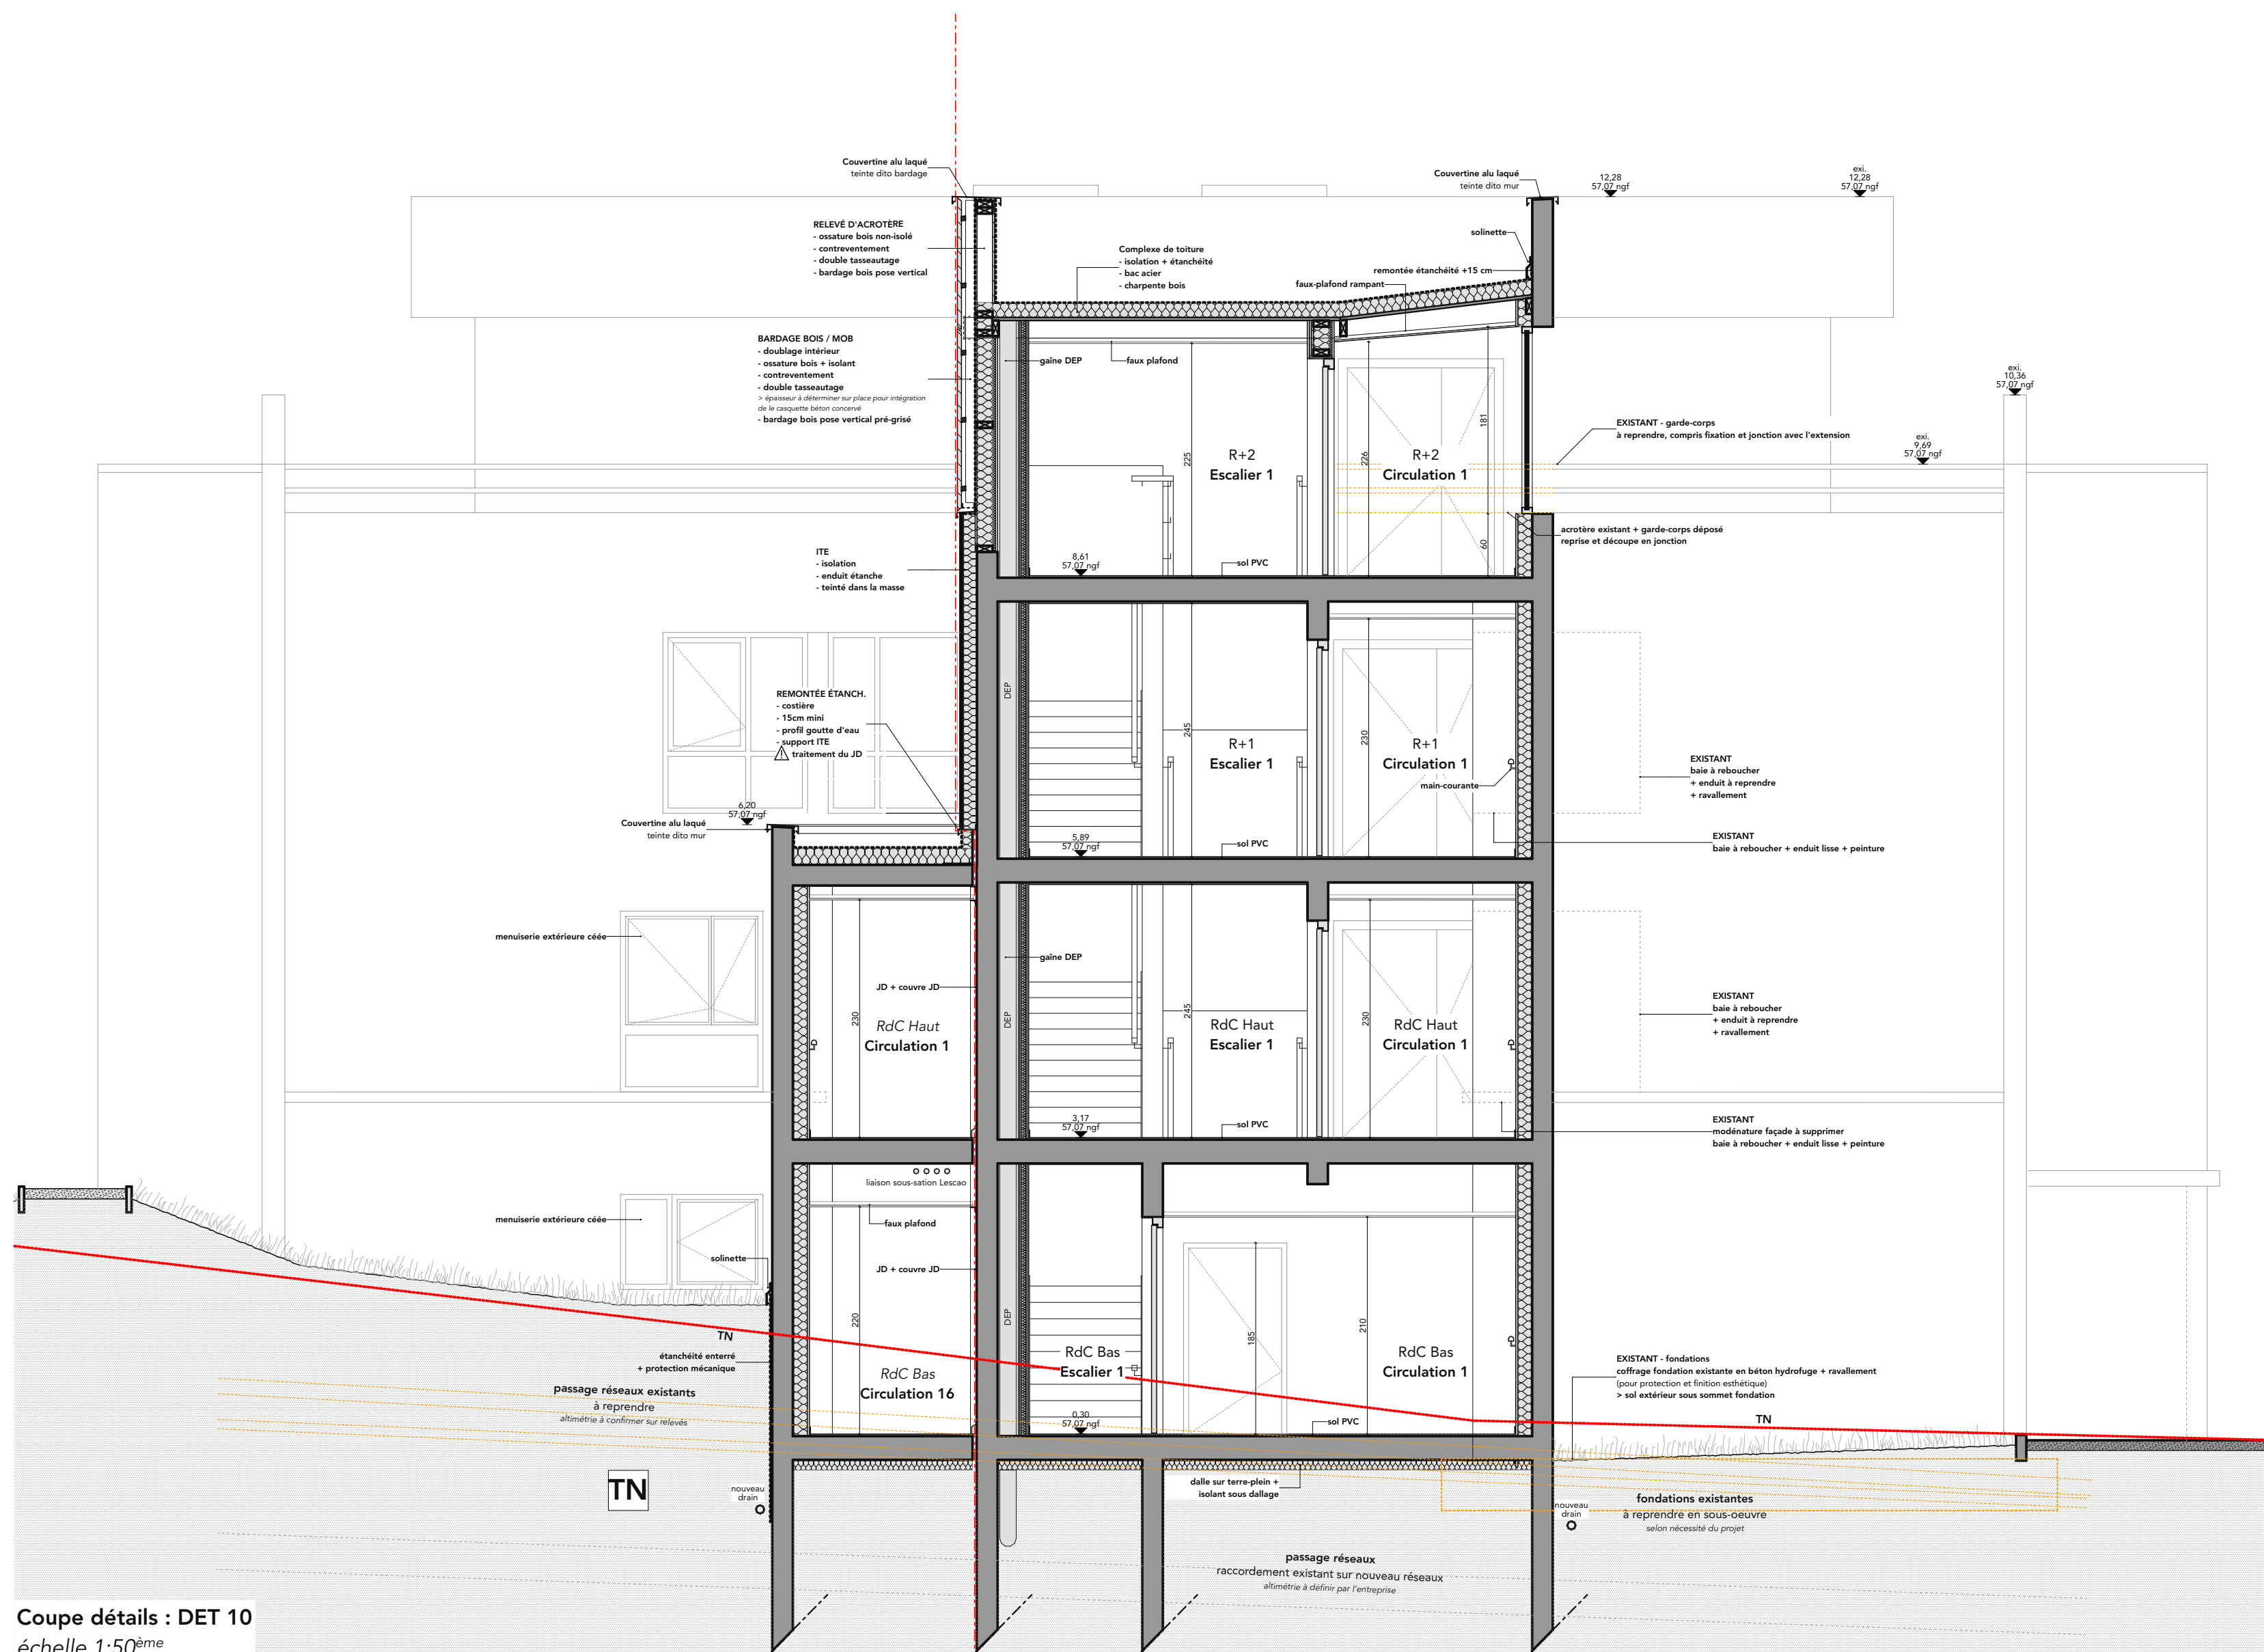 Couvertine alu laqué
teinte dito bardage
Couvertine alu laqué
teinte dito mur
12,28
57,07 ngf
exi.
12,28
57,07 ngf
RELEVÉ D'ACROTÈRE
- ossature bois non-isolé
- contreventement
- double tasseautage
- bardage bois pose vertical
Complexe de toiture
- isolation + étanchéité
- bac acier
- charpente bois
solinette
remontée étanchéité +15 cm
faux-plafond rampant
BARDAGE BOIS / MOB
- doublage intérieur
- ossature bois + isolant
- contreventement
- double tasseautage
> épaisseur à déterminer sur place pour intégration
de le casquette béton concervé
- bardage bois pose vertical pré-grisé
gaîne DEP
faux plafond
exi.
10,36
57,07 ngf
EXISTANT - garde-corps
à reprendre, compris fixation et jonction avec l'extension
exi.
9,69
57,07 ngf
225
226
181
60
R+2
Escalier 1
R+2
Circulation 1
acrotère existant + garde-corps déposé
reprise et découpe en jonction
ITE
- isolation
- enduit étanche
- teinté dans la masse
8,61
57,07 ngf
sol PVC
REMONTÉE ÉTANCH.
- costière
- 15cm mini
- profil goutte d'eau
- support ITE
! traitement du JD
DEP
245
230
R+1
Escalier 1
R+1
Circulation 1
main-courante
EXISTANT
baie à reboucher
+ enduit à reprendre
+ ravallement
6,20
57,07 ngf
Couvertine alu laqué
teinte dito mur
5,89
57,07 ngf
sol PVC
EXISTANT
baie à reboucher + enduit lisse + peinture
menuiserie extérieure céée
gaîne DEP
JD + couvre JD
230
DEP
245
230
RdC Haut
Circulation 1
RdC Haut
Escalier 1
RdC Haut
Circulation 1
EXISTANT
baie à reboucher
+ enduit à reprendre
+ ravallement
3,17
57,07 ngf
sol PVC
EXISTANT
modénature façade à supprimer
baie à reboucher + enduit lisse + peinture
liaison sous-sation Lescao
menuiserie extérieure céée
faux plafond
solinette
JD + couvre JD
220
DEP
185
210
TN
étanchéité enterré
+ protection mécanique
RdC Bas
Circulation 16
RdC Bas
Escalier 1
RdC Bas
Circulation 1
EXISTANT - fondations
coffrage fondation existante en béton hydrofuge + ravallement
(pour protection et finition esthétique)
> sol extérieur sous sommet fondation
passage réseaux existants
à reprendre
altimétrie à confirmer sur relevés
0,30
57,07 ngf
sol PVC
TN
TN
nouveau
drain
dalle sur terre-plein +
isolant sous dallage
nouveau
drain
fondations existantes
à reprendre en sous-oeuvre
selon nécessité du projet
passage réseaux
raccordement existant sur nouveau réseaux
altimétrie à définir par l'entreprise
Coupe détails : DET 10
échelle 1:50ème